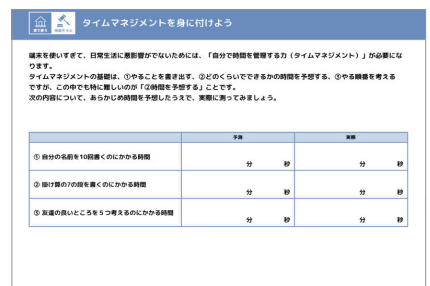 タイムマネジメントを身に付けよう
端末を使いすぎて、日常生活に悪影響がでないためには、「自分で時間を管理する力（タイムマネジメント）」が必要にな
ります。
タイムマネジメントの基礎は、①やることを書き出す、②どのくらいでできるかの時間を予想する、③やる順番を考える
ですが、この中でも特に難しいのが「②時間を予想する」ことです。
次の内容について、あらかじめ時間を予想したうえで、実際に測ってみましょう。
予測 実際
① 自分の名前を10回書くのにかかる時間 分 秒 分 秒
② 掛け算の7の段を書くのにかかる時間 分 秒 分 秒
③ 友達の良いところを５つ考えるのにかかる時間 分 秒 分 秒